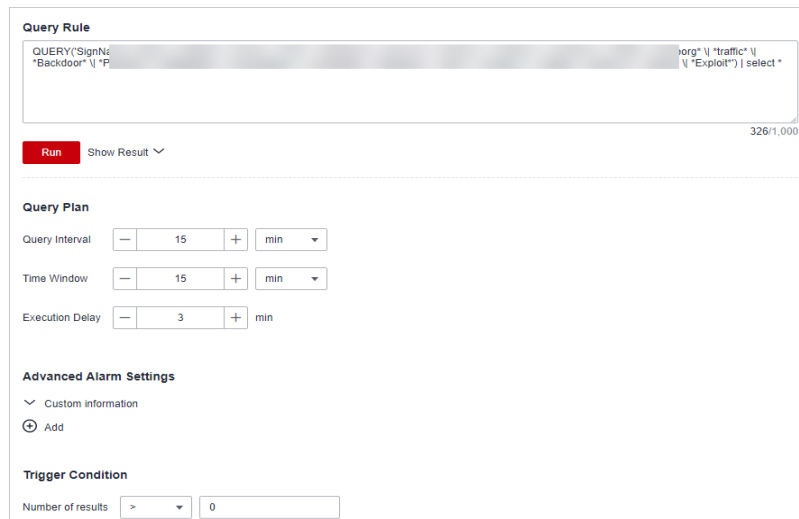 Query Rule
QUERY('SignNa org* \| *traffic* \|
*Backdoor* \| *P \| *Exploit*') | select *
326/1,000
Run Show Result
Query Plan
Query Interval — 15 + min
Time Window — 15 + min
Execution Delay — 3 + min
Advanced Alarm Settings
Custom information
Add
Trigger Condition
Number of results > 0